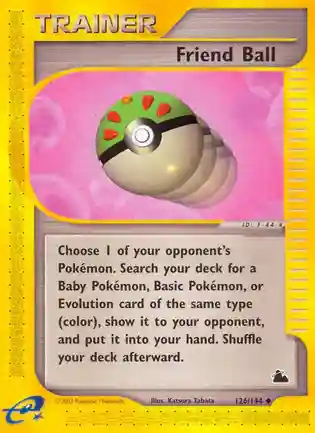 TRAINER
Friend Ball
Choose 1 of your opponent's
Pokémon. Search your deck for a
Baby Pokémon, Basic Pokémon, or
Evolution card of the same type
(color), show it to your opponent,
and put it into your hand. Shuffle
your deck afterward.
Illus. Katsura Tabata
126/144
e